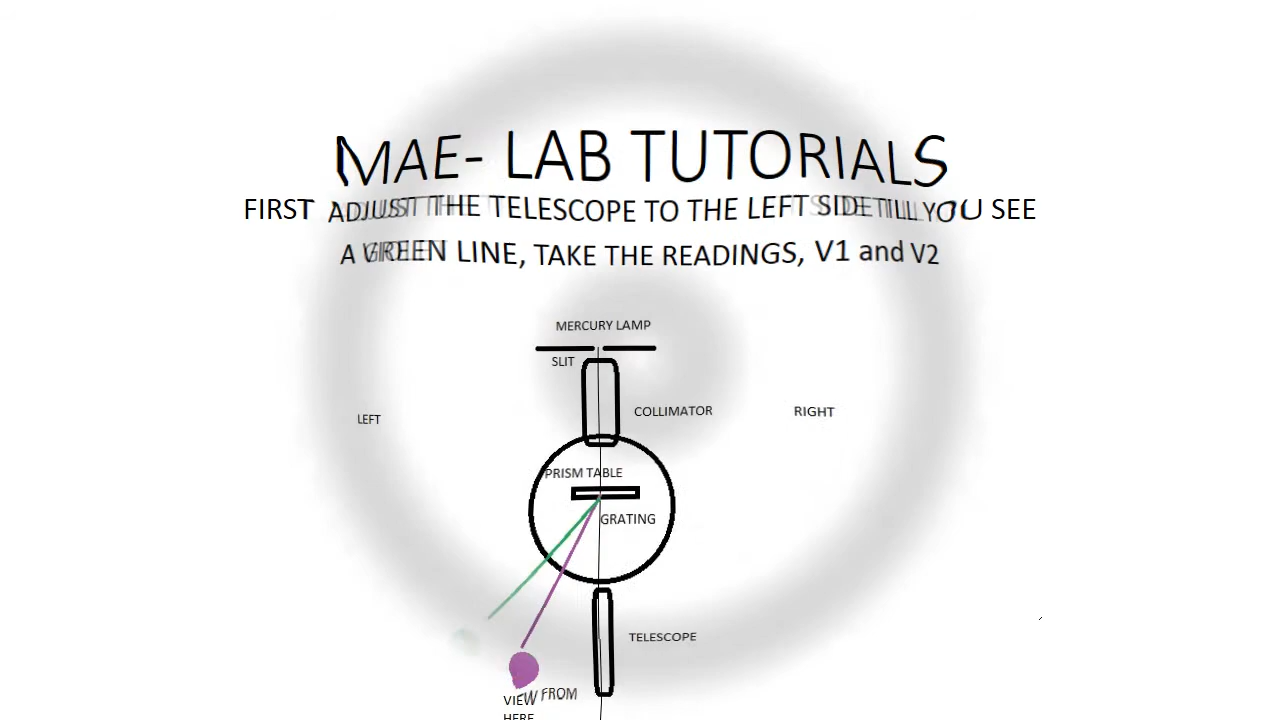 MAE- LAB TUTORIALS
FIRST ADJUST THE TELESCOPE TO THE LEFT SIDE TILL YOU SEE
A GREEN LINE, TAKE THE READINGS, V1 and V2
MERCURY LAMP
SLIT
COLLIMATOR
LEFT
RIGHT
PRISM TABLE
GRATING
TELESCOPE
VIEW FROM
HERE